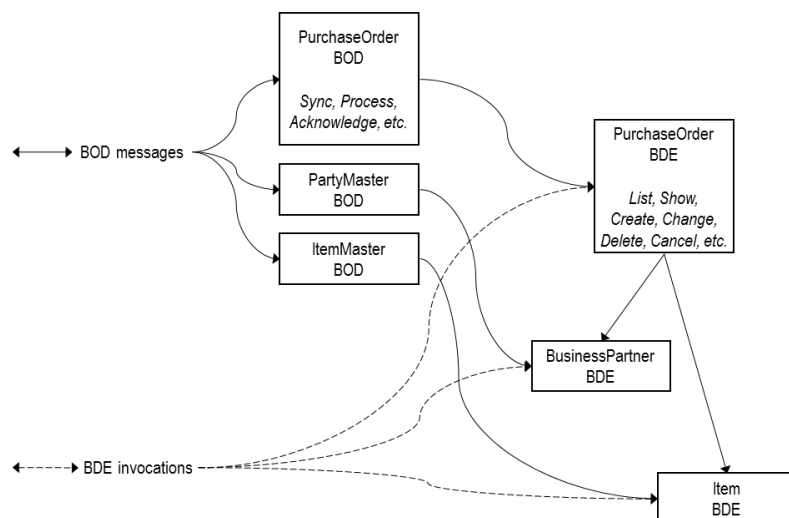 PurchaseOrder
BOD
Sync, Process,
Acknowledge, etc.
BOD messages
PartyMaster
BOD
ItemMaster
BOD
PurchaseOrder
BDE
List, Show,
Create, Change,
Delete, Cancel, etc.
BusinessPartner
BDE
BDE invocations
Item
BDE